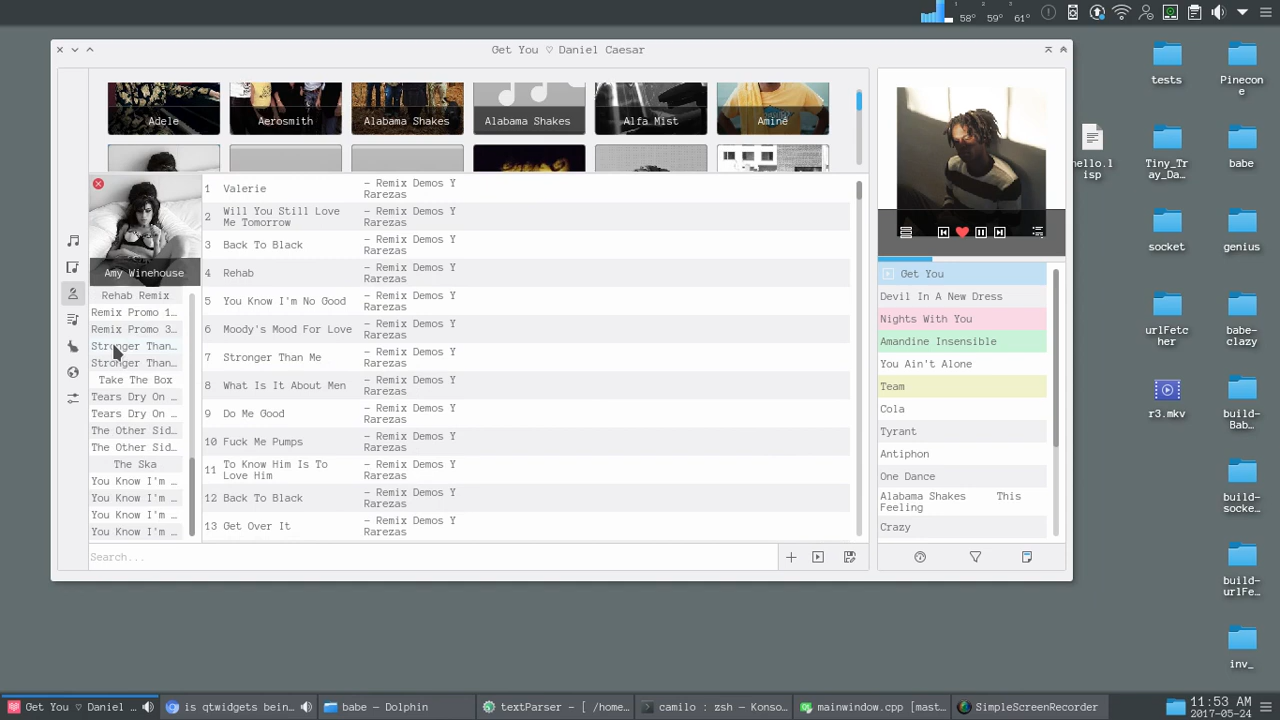 1 2 3
58° 59° 61°
Get You ♡ Daniel Caesar
Adele
Aerosmith
Alabama Shakes
Alabama Shakes
Alfa Mist
Aminé
Amy Winehouse
Rehab Remix
Remix Promo 1…
Remix Promo 3…
Stronger Than…
Stronger Than…
Take The Box
Tears Dry On …
Tears Dry On …
The Other Sid…
The Other Sid…
The Ska
You Know I'm …
You Know I'm …
You Know I'm …
You Know I'm …
1 Valerie – Remix Demos Y Rarezas
2 Will You Still Love Me Tomorrow – Remix Demos Y Rarezas
3 Back To Black – Remix Demos Y Rarezas
4 Rehab – Remix Demos Y Rarezas
5 You Know I'm No Good – Remix Demos Y Rarezas
6 Moody's Mood For Love – Remix Demos Y Rarezas
7 Stronger Than Me – Remix Demos Y Rarezas
8 What Is It About Men – Remix Demos Y Rarezas
9 Do Me Good – Remix Demos Y Rarezas
10 Fuck Me Pumps – Remix Demos Y Rarezas
11 To Know Him Is To Love Him – Remix Demos Y Rarezas
12 Back To Black – Remix Demos Y Rarezas
13 Get Over It – Remix Demos Y Rarezas
Search...
Get You
Devil In A New Dress
Nights With You
Amandine Insensible
You Ain't Alone
Team
Cola
Tyrant
Antiphon
One Dance
Alabama Shakes This
Feeling
Crazy
tests
Pinecon
e
hello.l
isp
Tiny_Tr
ay_Da…
babe
socket
genius
urlFetc
her
babe-
clazy
r3.mkv
build-
Bab…
build-
socke…
build-
urlFe…
inv_
Get You ♡ Daniel …
is qtwidgets bein…
babe — Dolphin
textParser – [ /home…
camilo : zsh — Konso…
mainwindow.cpp [mast…
SimpleScreenRecorder
11:53 AM
2017-05-24